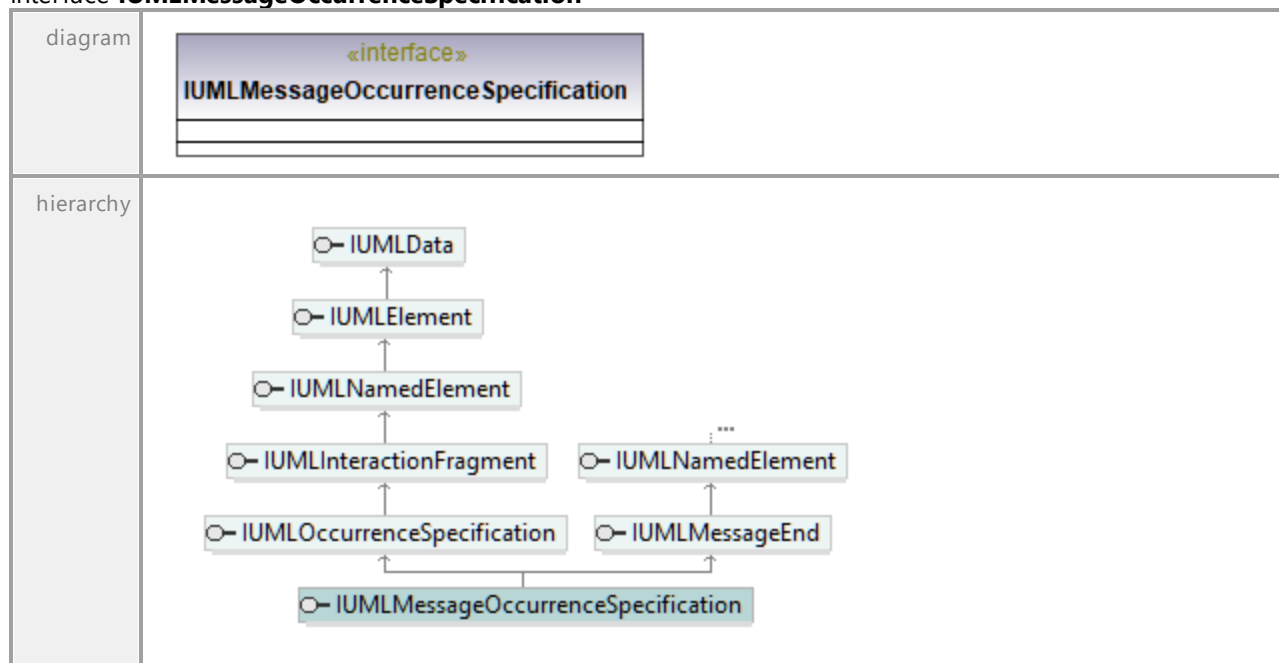 interface IUMLMessageOccurrenceSpecification
diagram
«interface»
IUMLMessageOccurrenceSpecification
hierarchy
IUMLData
IUMLElement
IUMLNamedElement
...
IUMLInteractionFragment
IUMLNamedElement
IUMLOccurrenceSpecification
IUMLMessageEnd
IUMLMessageOccurrenceSpecification